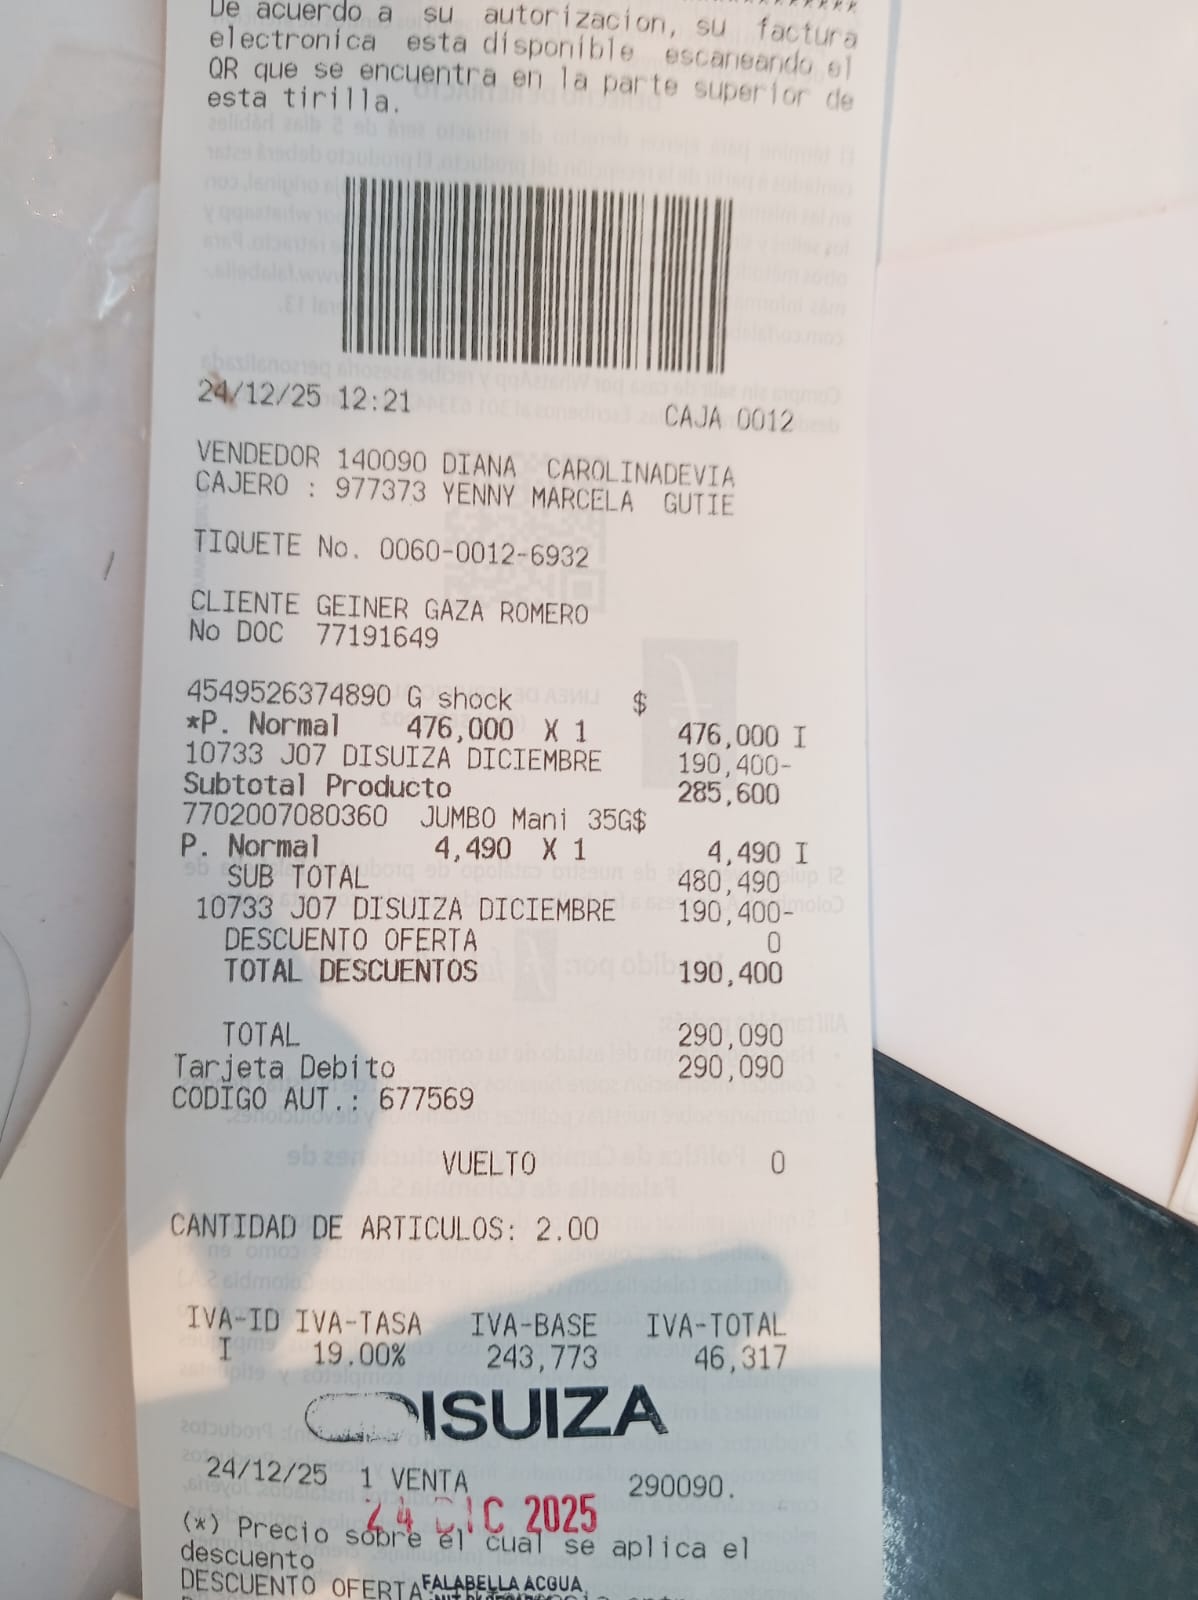 De acuerdo a su autorizacion, su factura
electronica esta disponible escaneando el
QR que se encuentra en la parte superior de
esta tirilla.
24/12/25 12:21 CAJA 0012
VENDEDOR 140090 DIANA CAROLINADEVIA
CAJERO : 977373 YENNY MARCELA GUTIE
TIQUETE No. 0060-0012-6932
CLIENTE GEINER GAZA ROMERO
No DOC 77191649
4549526374890 G shock $
*P. Normal 476,000 X 1 476,000 I
10733 J07 DISUIZA DICIEMBRE 190,400-
Subtotal Producto 285,600
7702007080360 JUMBO Mani 35G$
P. Normal 4,490 X 1 4,490 I
SUB TOTAL 480,490
10733 J07 DISUIZA DICIEMBRE 190,400-
DESCUENTO OFERTA 0
TOTAL DESCUENTOS 190,400
TOTAL 290,090
Tarjeta Debito 290,090
CODIGO AUT.: 677569
VUELTO 0
CANTIDAD DE ARTICULOS: 2.00
IVA-ID IVA-TASA IVA-BASE IVA-TOTAL
I 19.00% 243,773 46,317
DISUIZA
24/12/25 1 VENTA 290090.
24 DIC 2025
(*) Precio sobre el cual se aplica el
descuento
DESCUENTO OFERTA
FALABELLA ACQUA